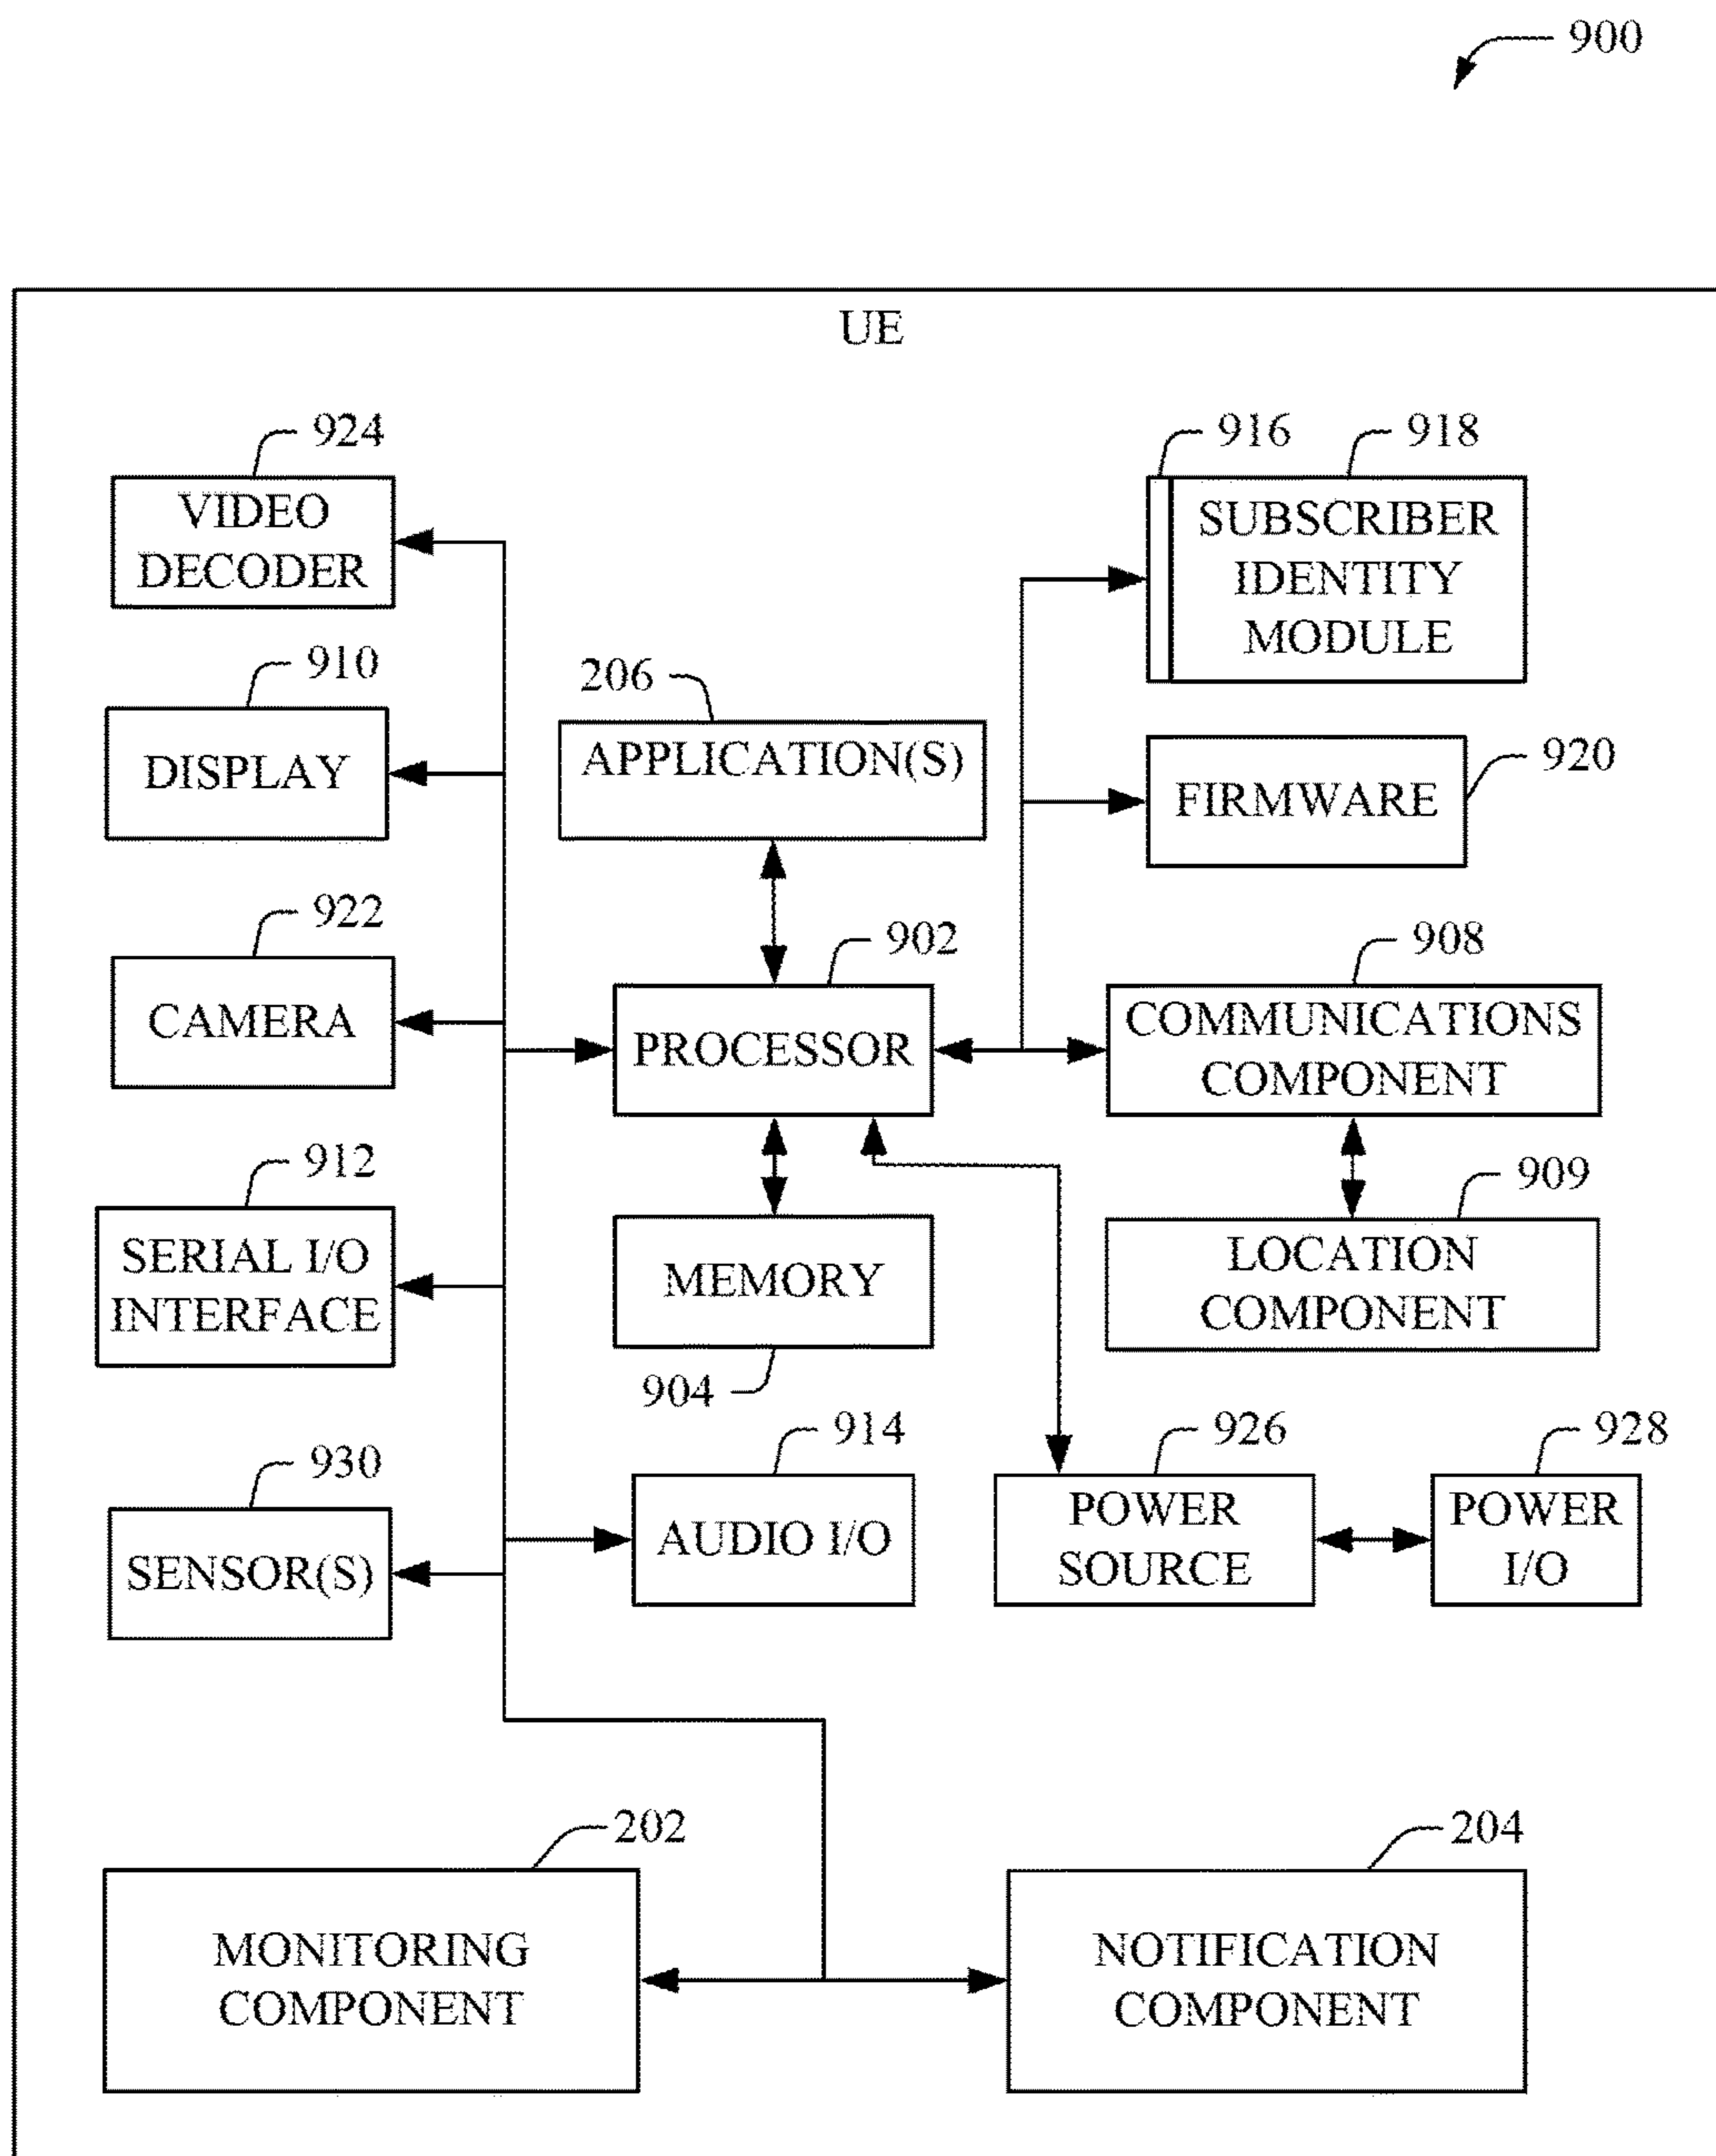 900
UE
924
VIDEO
DECODER
916
918
SUBSCRIBER
IDENTITY
MODULE
910
DISPLAY
206
APPLICATION(S)
920
FIRMWARE
922
CAMERA
902
PROCESSOR
908
COMMUNICATIONS
COMPONENT
912
SERIAL I/O
INTERFACE
MEMORY
904
909
LOCATION
COMPONENT
930
SENSOR(S)
914
AUDIO I/O
926
POWER
SOURCE
928
POWER
I/O
202
MONITORING
COMPONENT
204
NOTIFICATION
COMPONENT